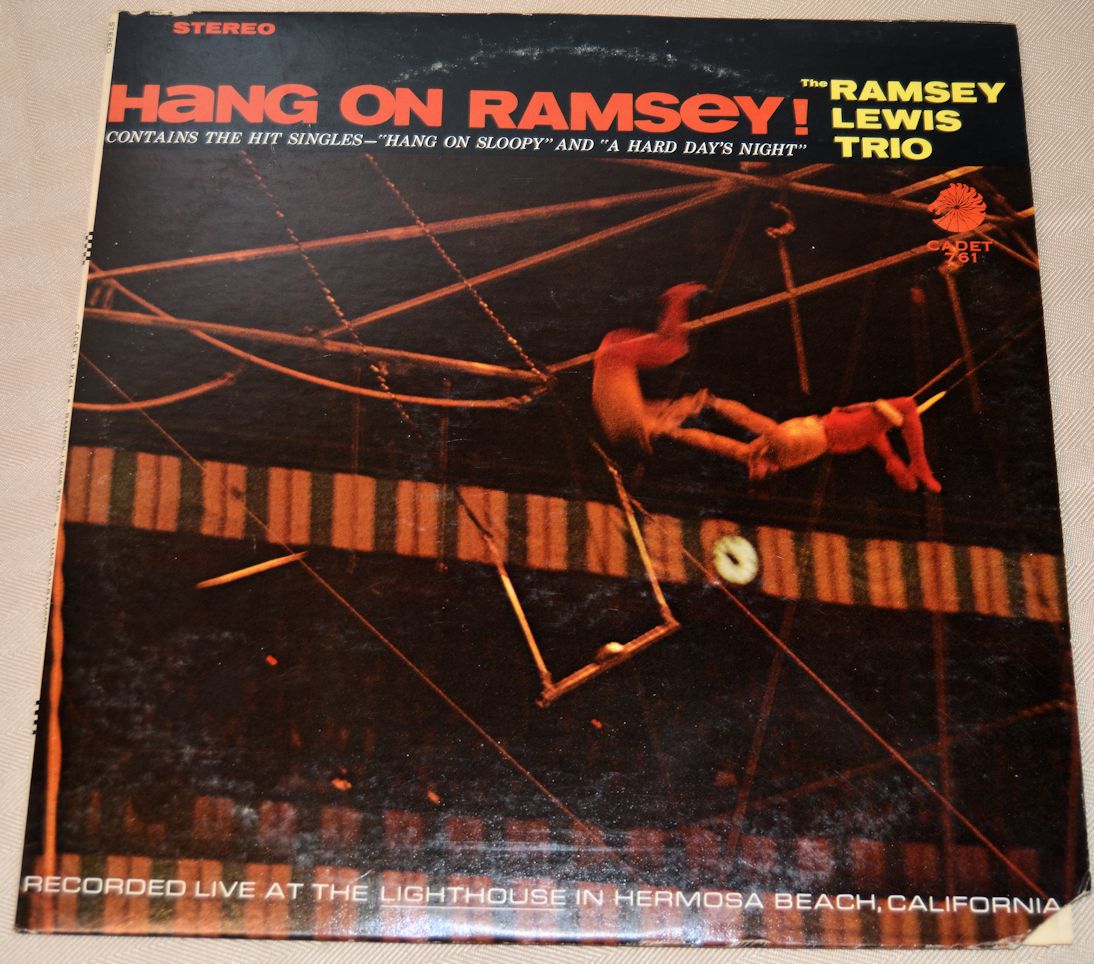 STEREO
STEREO
HaNG ON RaMSey!
The RAMSEY
LEWIS
TRIO
CONTAINS THE HIT SINGLES—"HANG ON SLOOPY" AND "A HARD DAY'S NIGHT"
CADET
761
RECORDED LIVE AT THE LIGHTHOUSE IN HERMOSA BEACH, CALIFORNIA